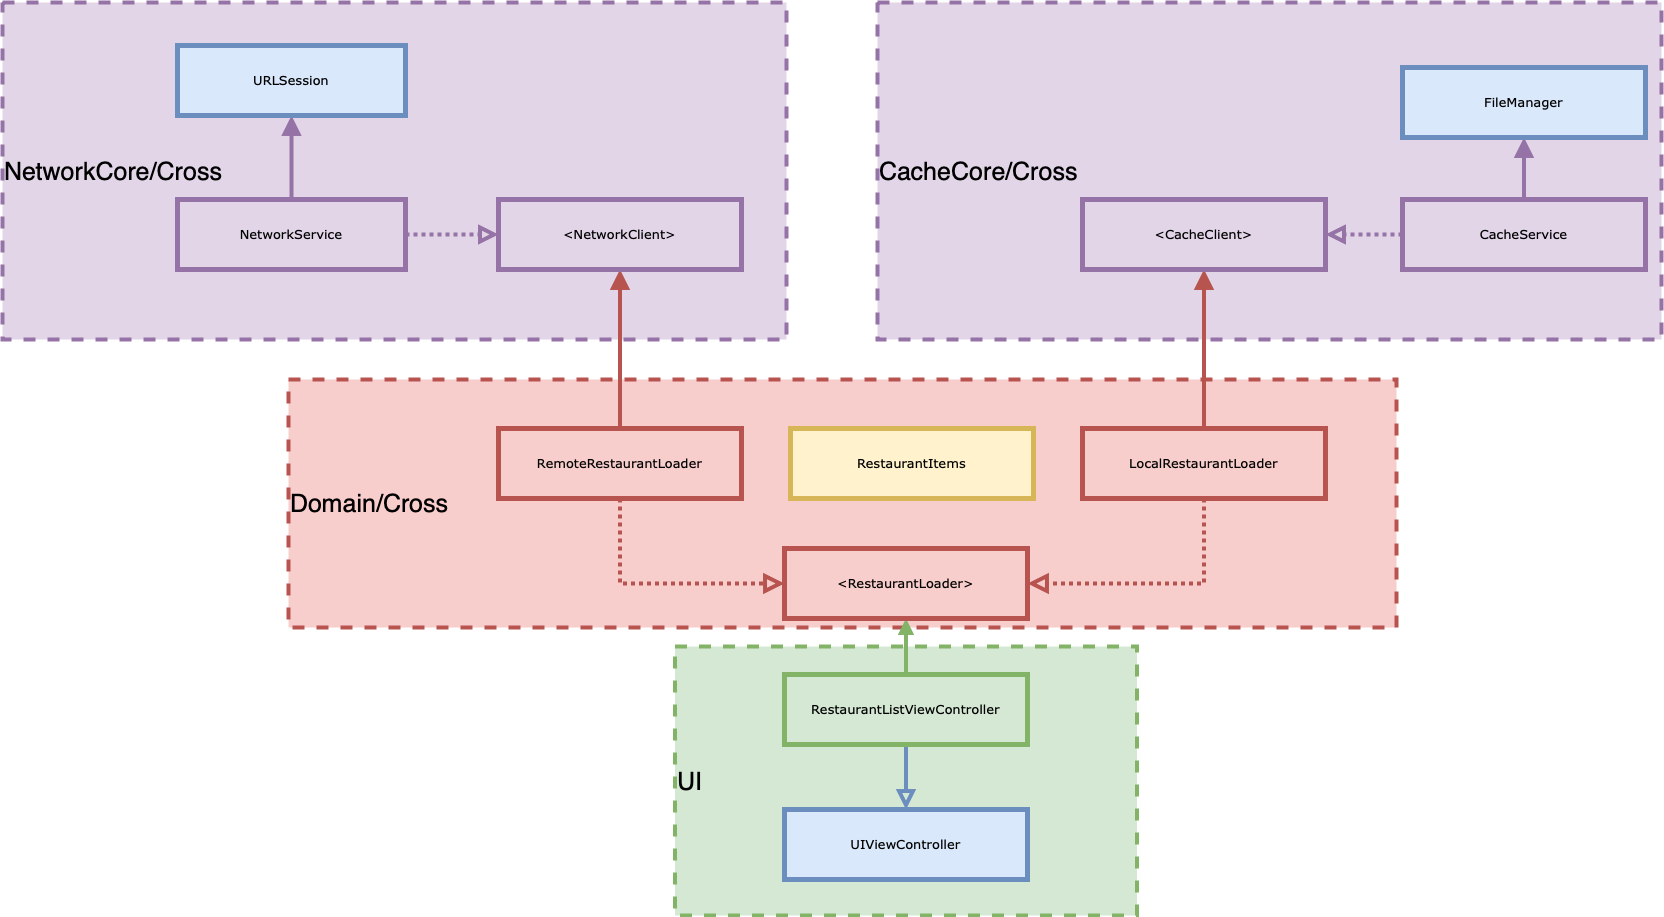 URLSession
FileManager
NetworkCore/Cross
CacheCore/Cross
NetworkService
<NetworkClient>
<CacheClient>
CacheService
RemoteRestaurantLoader
RestaurantItems
LocalRestaurantLoader
Domain/Cross
<RestaurantLoader>
RestaurantListViewController
UI
UIViewController